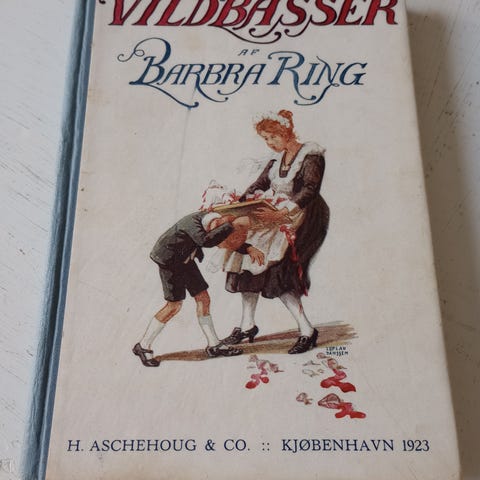 VILDBASSER
AF
BARBRA RING
H. ASCHEHOUG & CO. :: KJØBENHAVN 1923